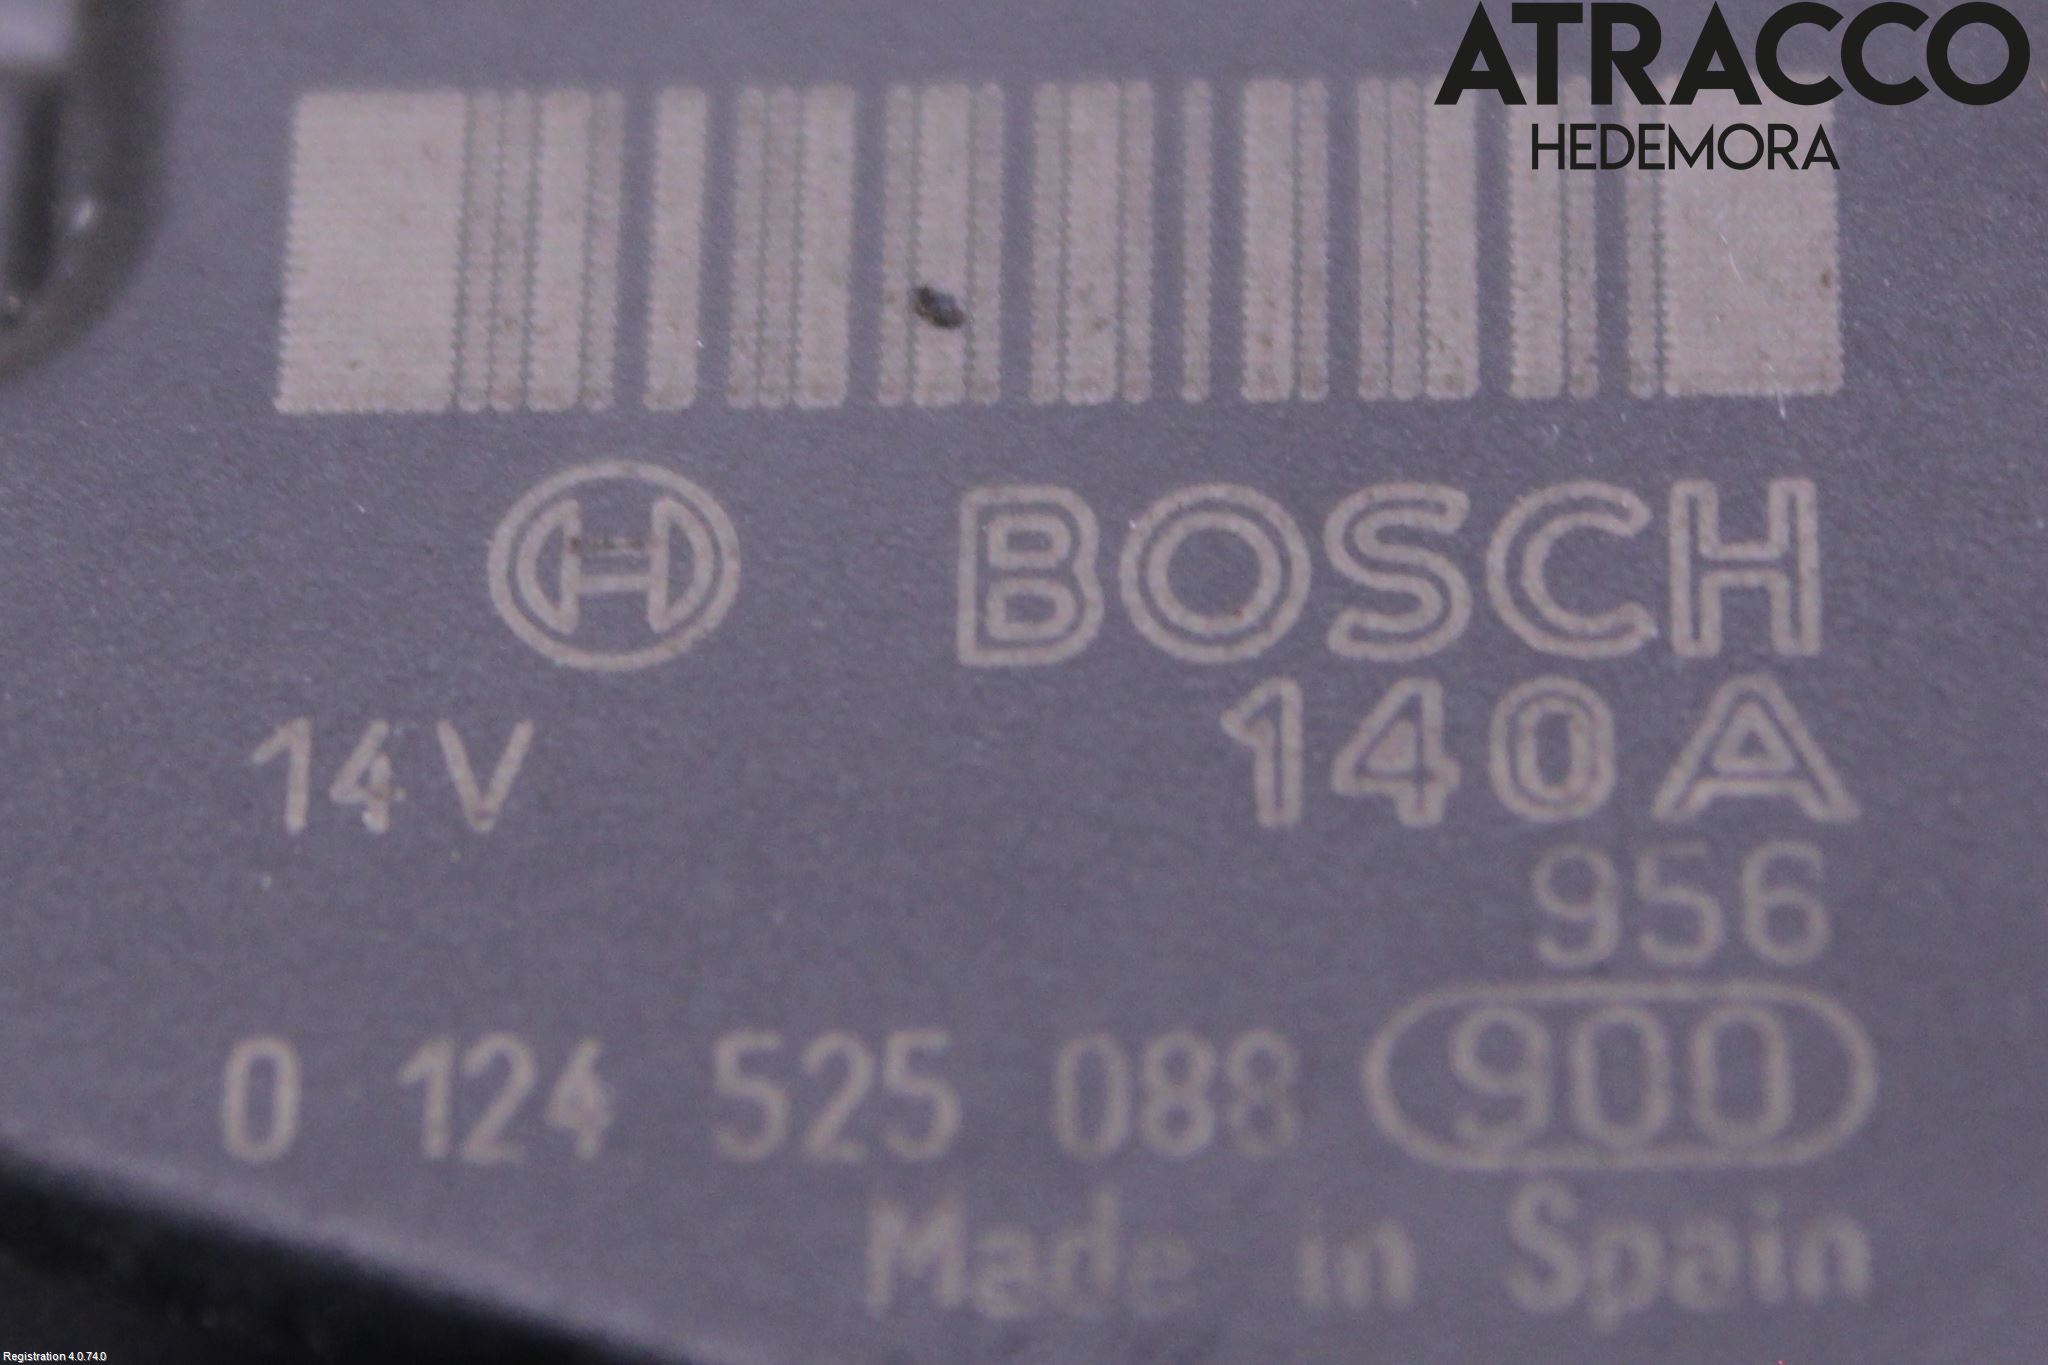 ATRACCO
HEDEMORA
BOSCH
14V 140A
956
0 124 525 088 900
Made in Spain
Registration 4.0.74.0